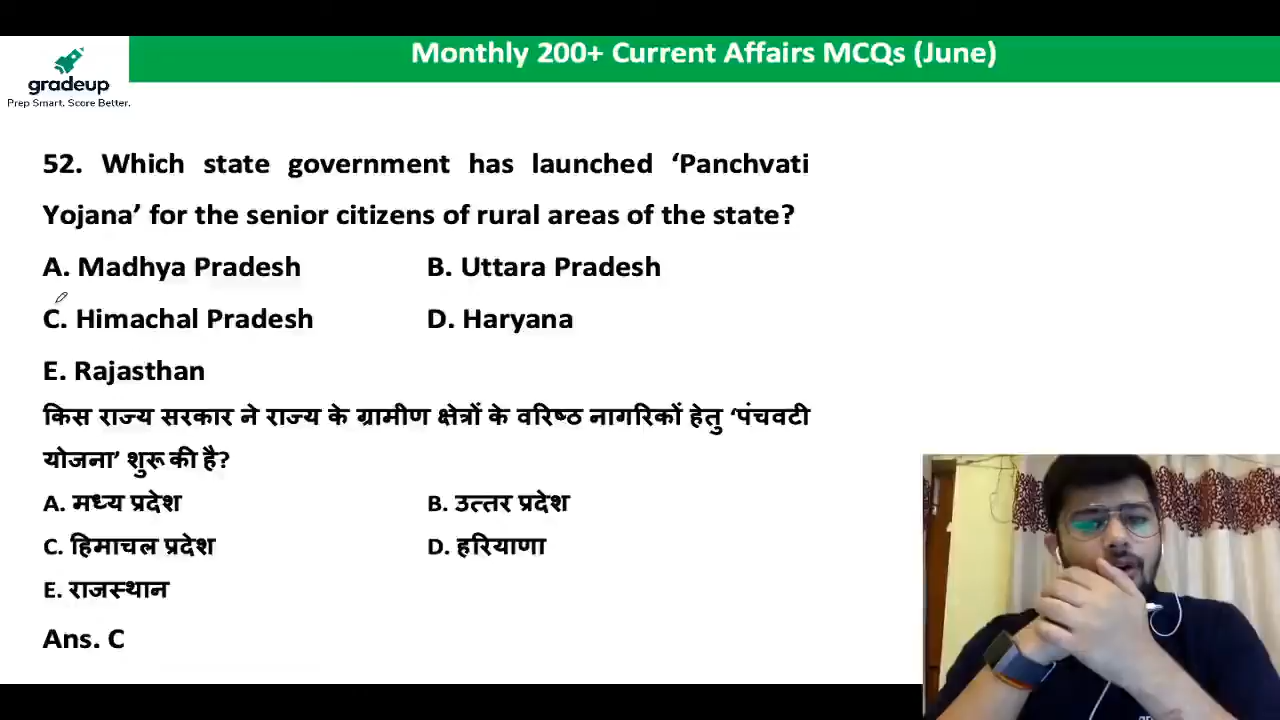 Monthly 200+ Current Affairs MCQs (June)
gradeup
Prep Smart. Score Better.
52. Which state government has launched ‘Panchvati
Yojana’ for the senior citizens of rural areas of the state?
A. Madhya Pradesh B. Uttara Pradesh
C. Himachal Pradesh D. Haryana
E. Rajasthan
किस राज्य सरकार ने राज्य के ग्रामीण क्षेत्रों के वरिष्ठ नागरिकों हेतु ‘पंचवटी
योजना’ शुरू की है?
A. मध्य प्रदेश B. उत्तर प्रदेश
C. हिमाचल प्रदेश D. हरियाणा
E. राजस्थान
Ans. C